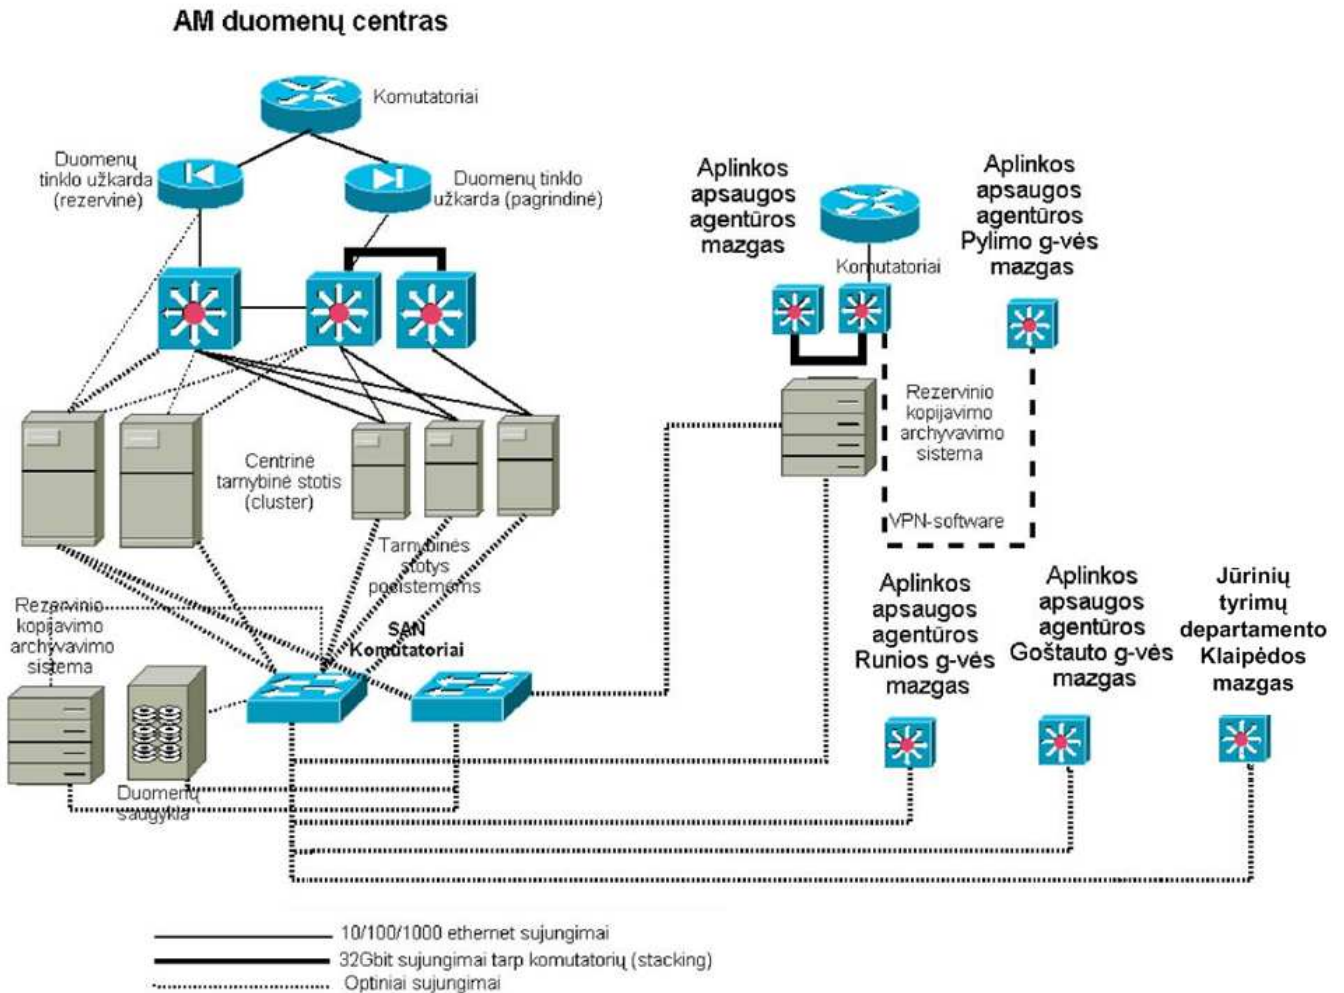 AM duomenų centras
Komutatoriai
Duomenų
tinklo užkarda
(rezervinė)
Duomenų tinklo
užkarda (pagrindinė)
Aplinkos
apsaugos
agentūros
mazgas
Komutatoriai
Aplinkos
apsaugos
agentūros
Pylimo g-vės
mazgas
Centrinė
tarnybinė stotis
(cluster)
Tarnybinės
stotys
posistemėms
Rezervinio
kopijavimo
archyvavimo
sistema
VPN-software
Rezervinio
kopijavimo
archyvavimo
sistema
SAN
Komutatoriai
Duomenų
saugykla
Aplinkos
apsaugos
agentūros
Runios g-vės
mazgas
Aplinkos
apsaugos
agentūros
Goštauto g-vės
mazgas
Jūrinių
tyrimų
departamento
Klaipėdos
mazgas
10/100/1000 ethernet sujungimai
32Gbit sujungimai tarp komutatorių (stacking)
Optiniai sujungimai